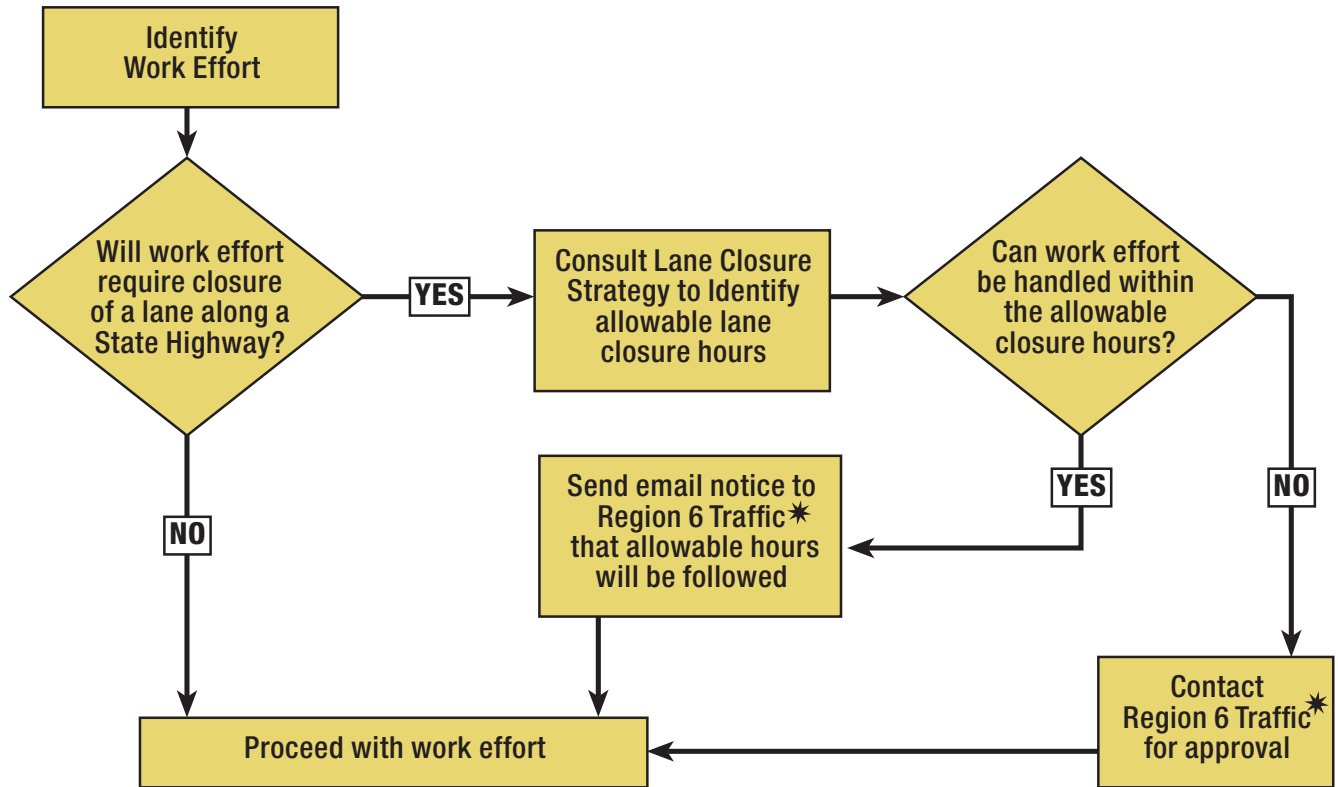 Identify
Work Effort
Will work effort
require closure
of a lane along a
State Highway?
YES
Consult Lane Closure
Strategy to Identify
allowable lane
closure hours
Can work effort
be handled within
the allowable
closure hours?
YES
NO
NO
Send email notice to
Region 6 Traffic✷
that allowable hours
will be followed
Contact
Region 6 Traffic✷
for approval
Proceed with work effort